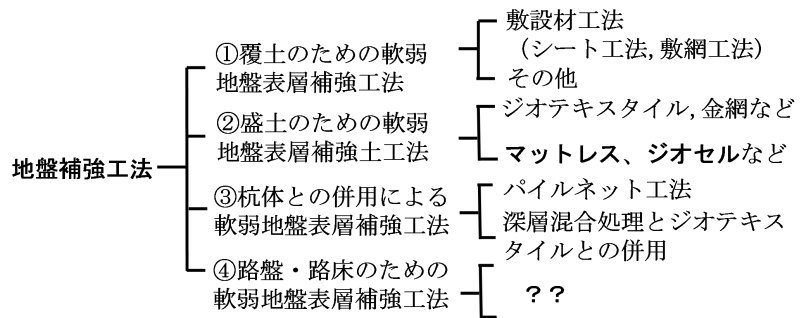 地盤補強工法
①覆土のための軟弱
地盤表層補強工法
敷設材工法
（シート工法,敷網工法）
その他
②盛土のための軟弱
地盤表層補強土工法
ジオテキスタイル,金網など
マットレス、ジオセルなど
③杭体との併用による
軟弱地盤表層補強工法
パイルネット工法
深層混合処理とジオテキス
タイルとの併用
④路盤・路床のための
軟弱地盤表層補強工法
？？